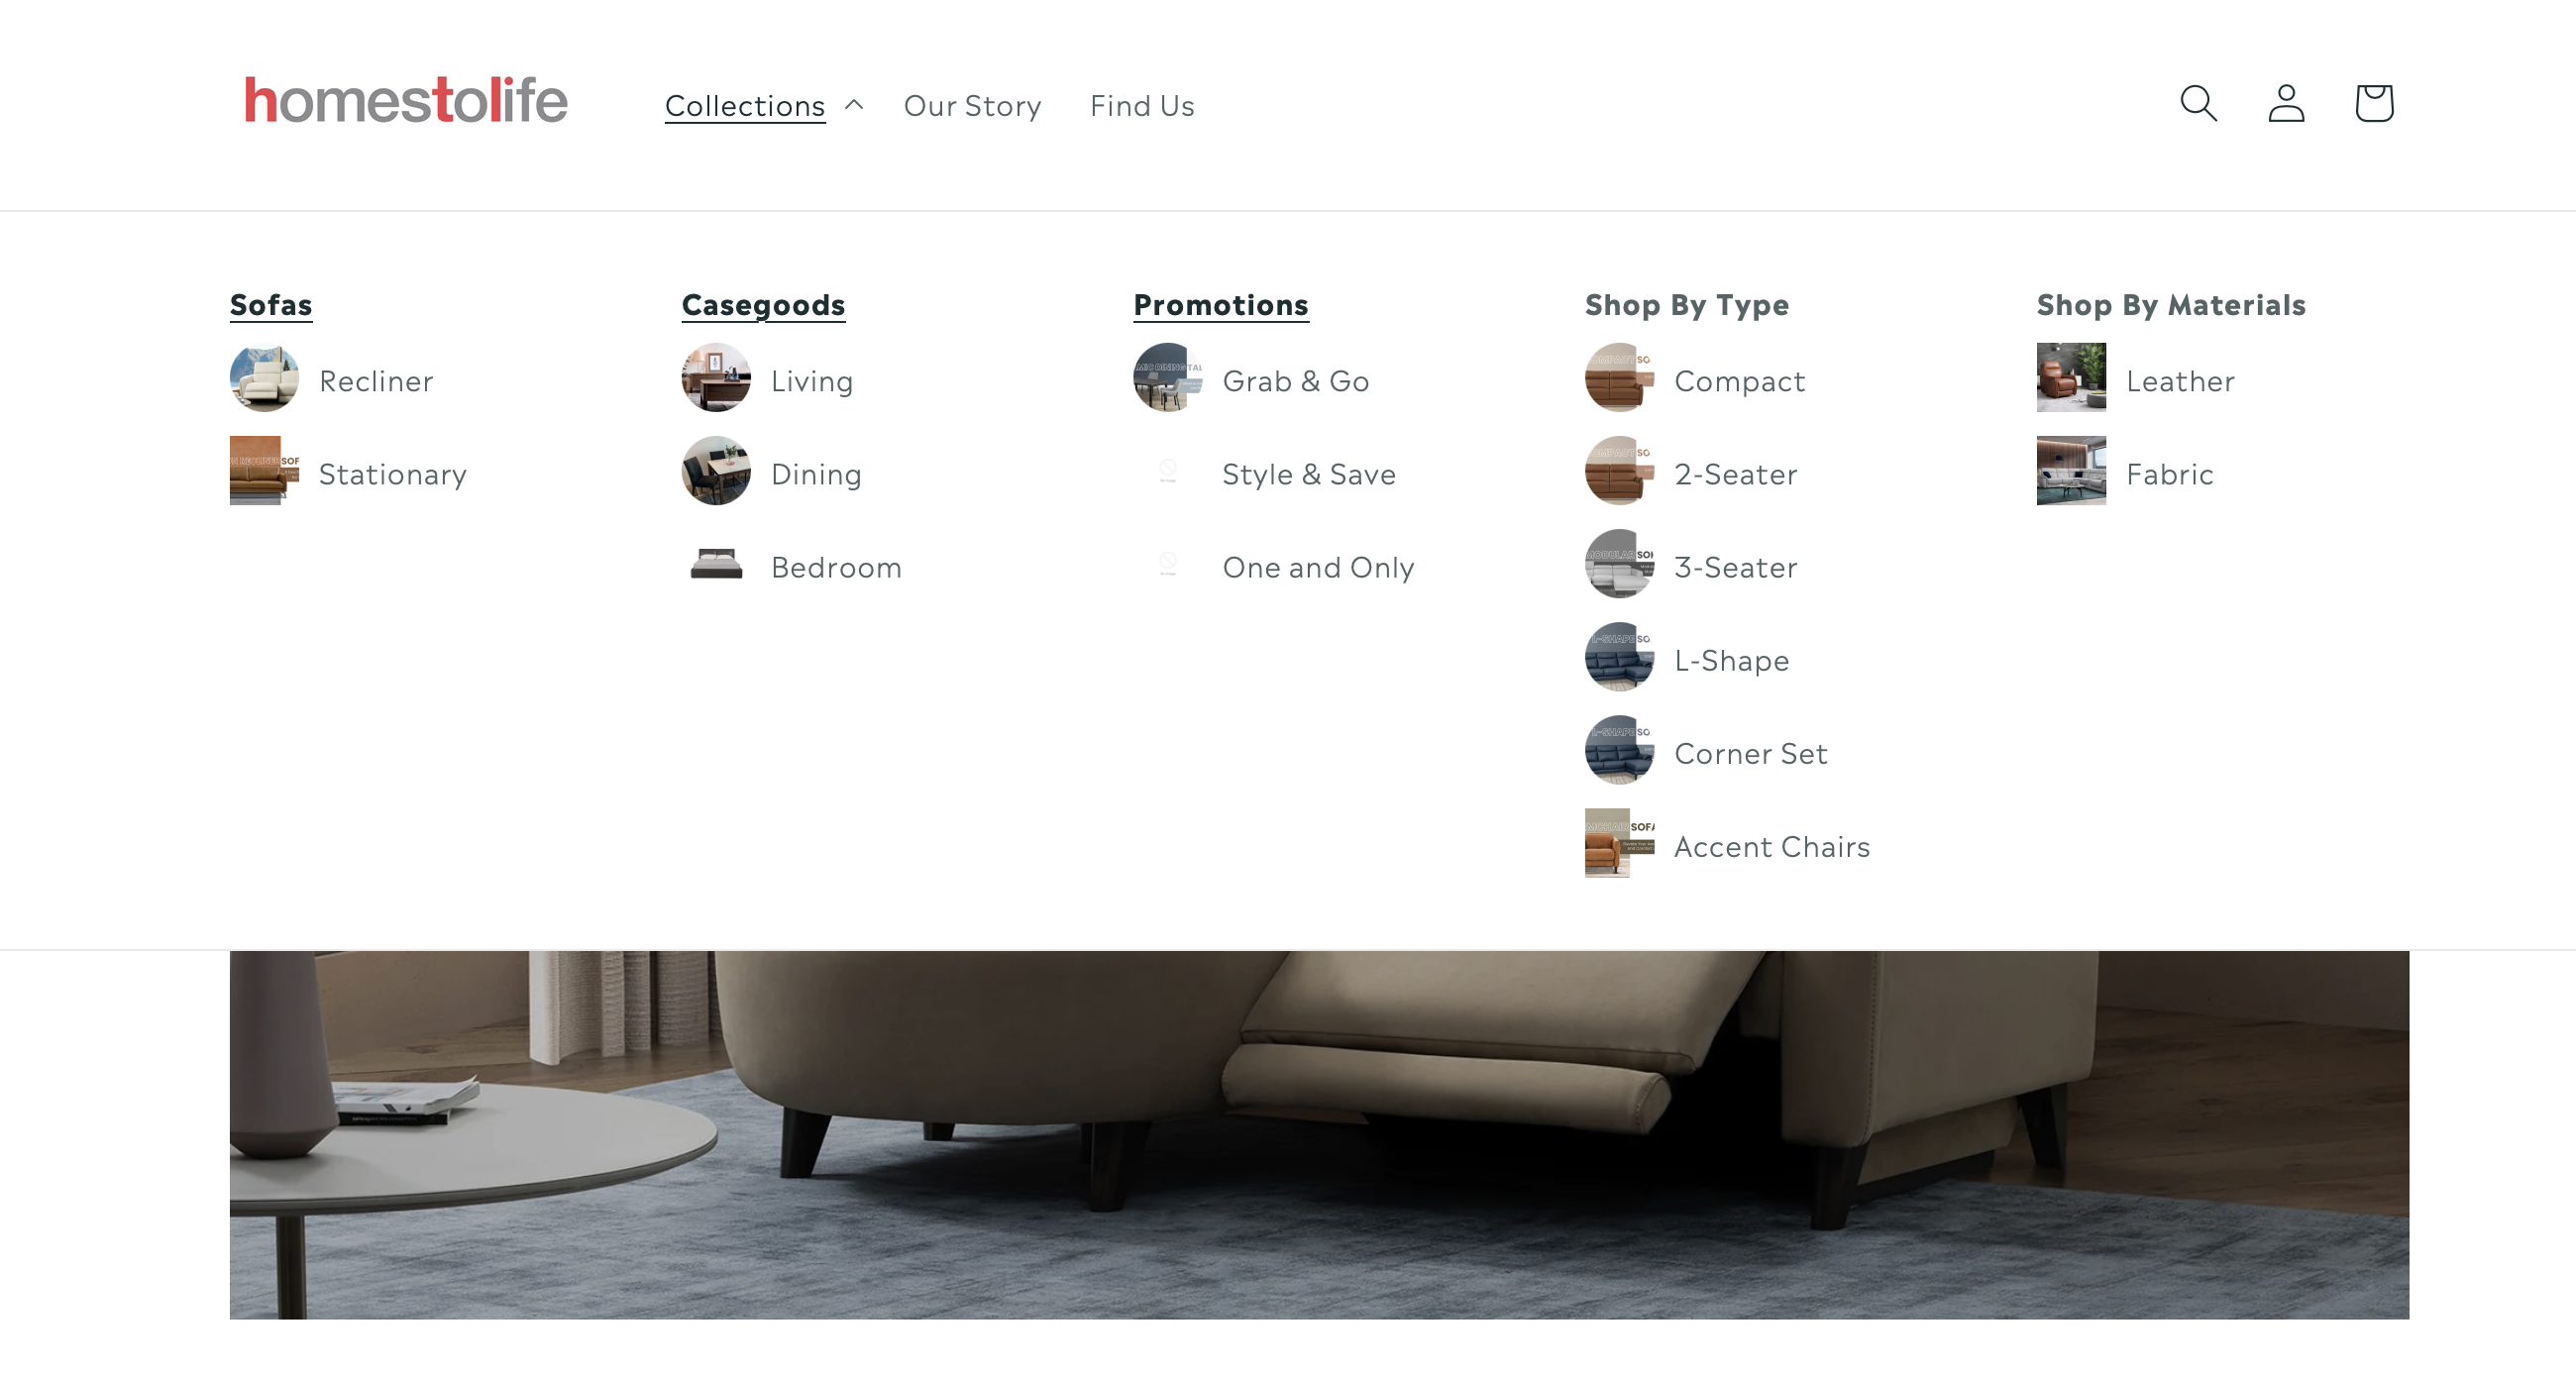 homestolife
Collections
Our Story
Find Us
Sofas
Recliner
Stationary
Casegoods
Living
Dining
Bedroom
Promotions
Grab & Go
Style & Save
One and Only
Shop By Type
Compact
2-Seater
3-Seater
L-Shape
Corner Set
Accent Chairs
Shop By Materials
Leather
Fabric